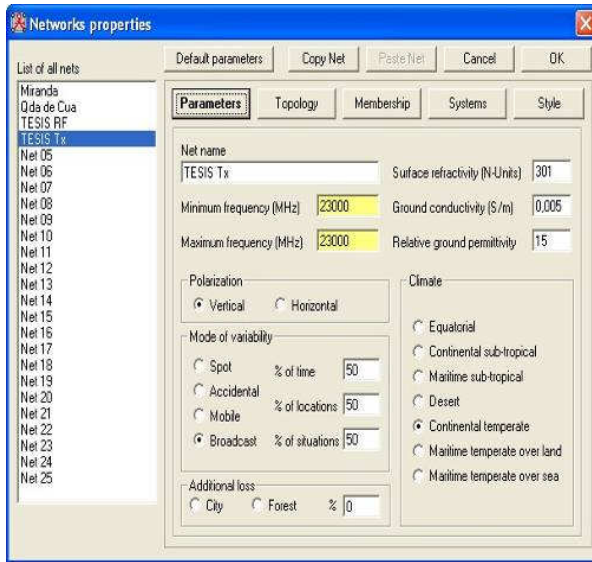 Networks properties
List of all nets
Default parameters Copy Net Paste Net Cancel OK
Miranda
Qda de Cua
TESIS RF
TESIS Tx
Net 05
Net 06
Net 07
Net 08
Net 09
Net 10
Net 11
Net 12
Net 13
Net 14
Net 15
Net 16
Net 17
Net 18
Net 19
Net 20
Net 21
Net 22
Net 23
Net 24
Net 25
Parameters Topology Membership Systems Style
Net name
TESIS Tx
Minimum frequency (MHz) 23000
Maximum frequency (MHz) 23000
Surface refractivity (N-Units) 301
Ground conductivity (S/m) 0,005
Relative ground permittivity 15
Polarization
Vertical Horizontal
Mode of variability
Spot
Accidental
Mobile
Broadcast
% of time 50
% of locations 50
% of situations 50
Additional loss
City Forest % 0
Climate
Equatorial
Continental sub-tropical
Maritime sub-tropical
Desert
Continental temperate
Maritime temperate over land
Maritime temperate over sea